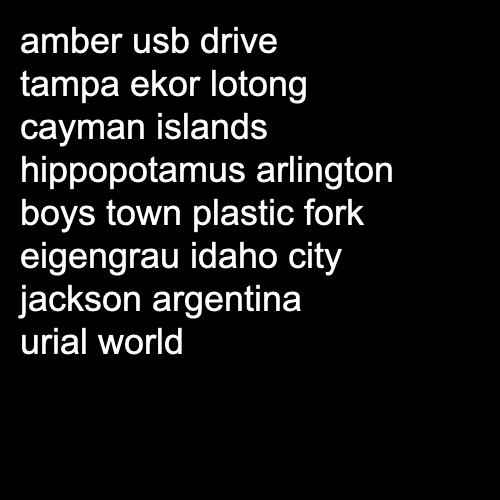 amber usb drive
tampa ekor lotong
cayman islands
hippopotamus arlington
boys town plastic fork
eigengrau idaho city
jackson argentina
urial world